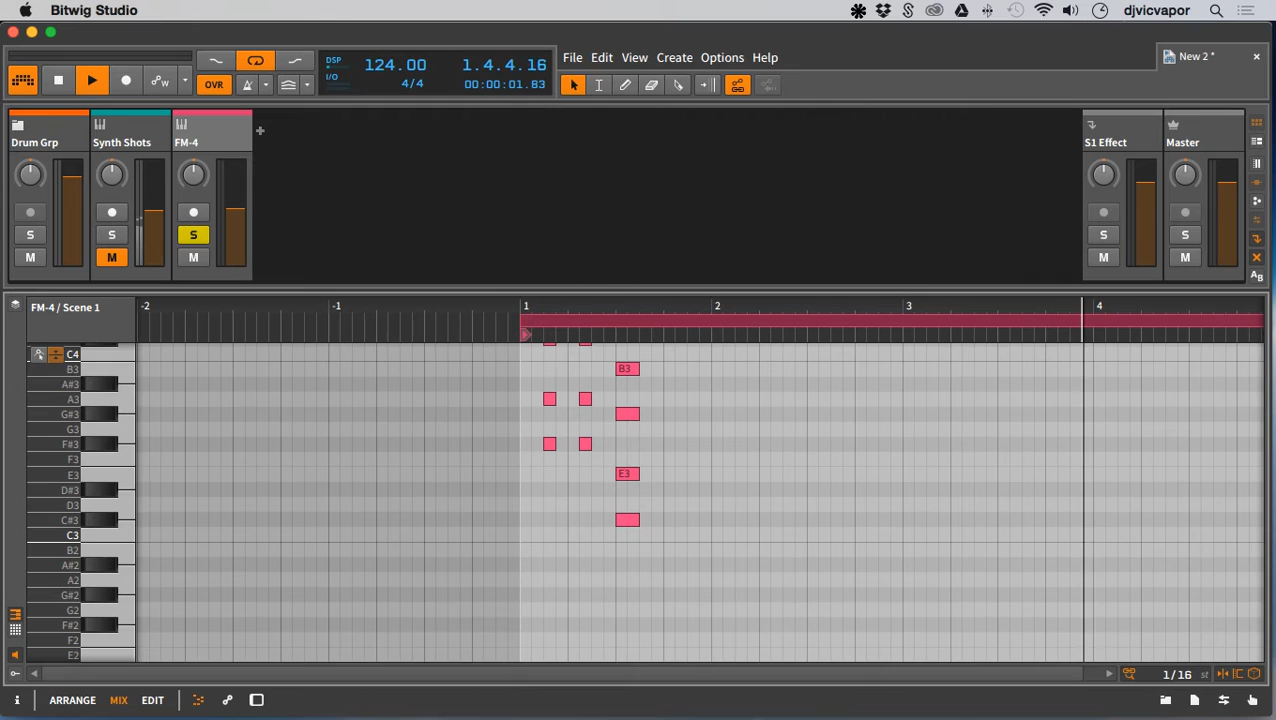 Bitwig Studio djvicvapor
DSP
I/O
124.00 1.4.4.16
4/4 00:00:01.83
File Edit View Create Options Help
New 2 *
OVR
Drum Grp Synth Shots FM-4 S1 Effect Master
S S S S S
M M M M M
AB
FM-4 / Scene 1
-2 -1 1 2 3 4
C4
B3 B3
A#3
A3
G#3
G3
F#3
F3
E3 E3
D#3
D3
C#3
C3
B2
A#2
A2
G#2
G2
F#2
F2
E2
1/16 st
i ARRANGE MIX EDIT